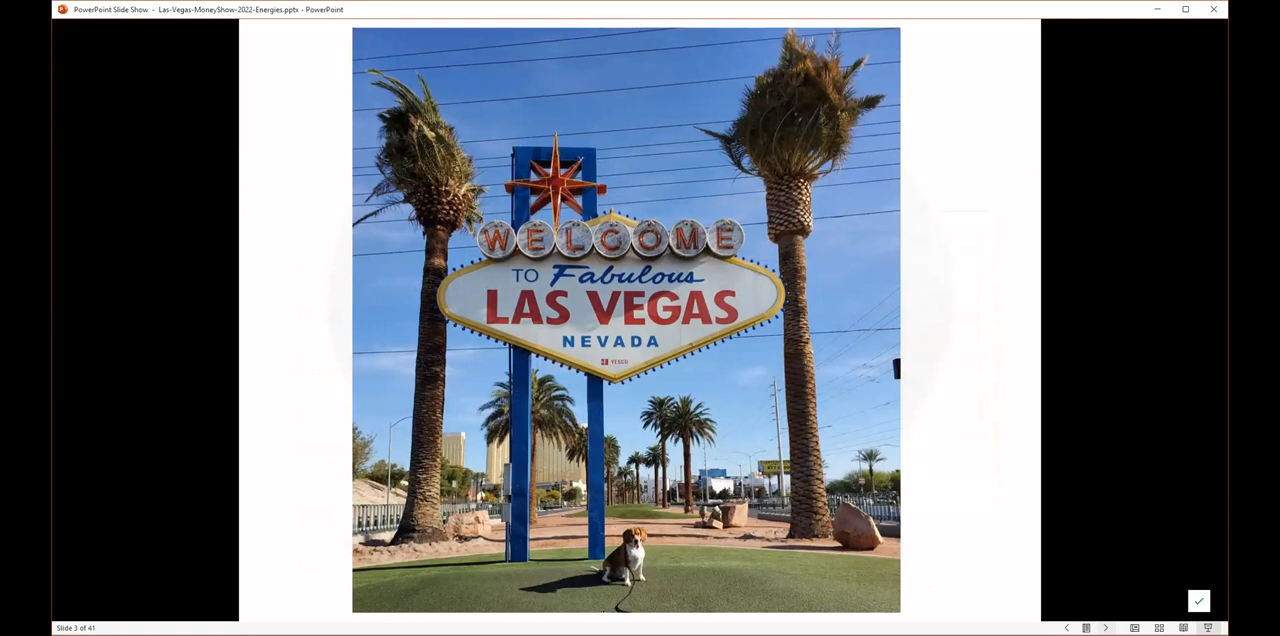 PowerPoint Slide Show - Las-Vegas-MoneyShow-2022-Energies.pptx - PowerPoint
WELCOME
TO Fabulous
LAS VEGAS
NEVADA
YESCO
Slide 3 of 41